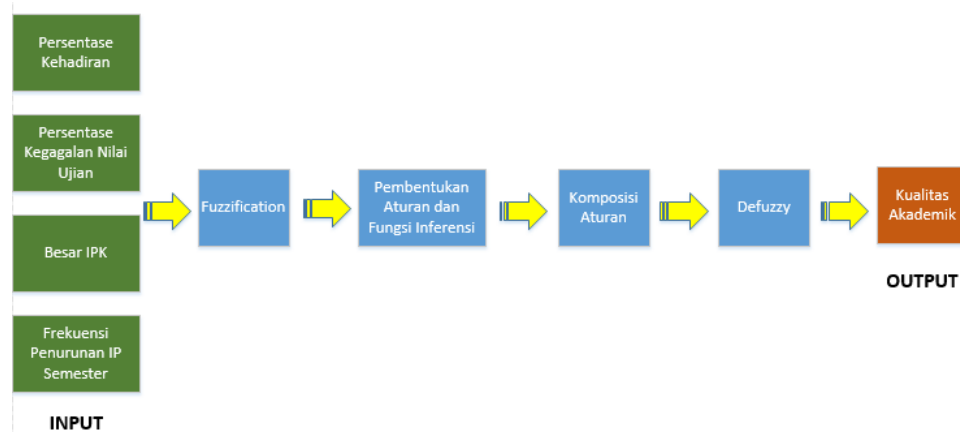 Persentase
Kehadiran
Persentase
Kegagalan Nilai
Ujian
Besar IPK
Frekuensi
Penurunan IP
Semester
INPUT
Fuzzification
Pembentukan
Aturan dan
Fungsi Inferensi
Komposisi
Aturan
Defuzzy
Kualitas
Akademik
OUTPUT